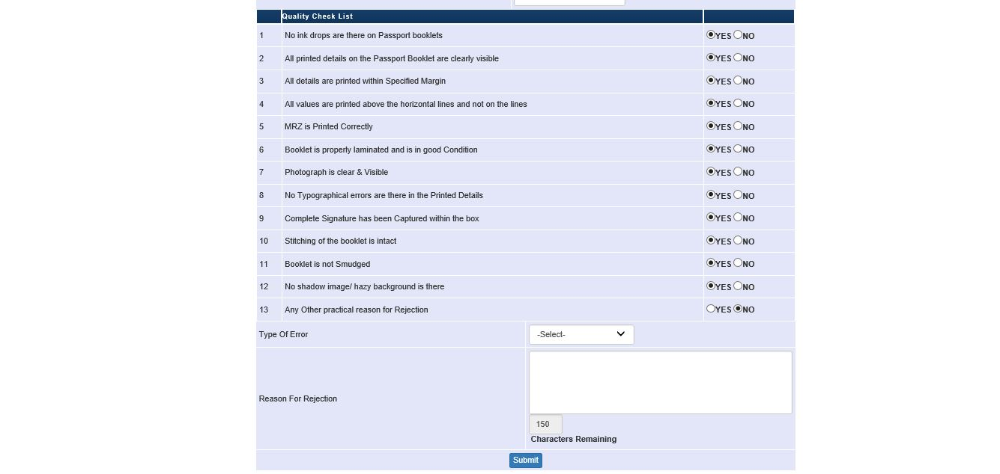 Quality Check List
1 No ink drops are there on Passport booklets YES NO
2 All printed details on the Passport Booklet are clearly visible YES NO
3 All details are printed within Specified Margin YES NO
4 All values are printed above the horizontal lines and not on the lines YES NO
5 MRZ is Printed Correctly YES NO
6 Booklet is properly laminated and is in good Condition YES NO
7 Photograph is clear & Visible YES NO
8 No Typographical errors are there in the Printed Details YES NO
9 Complete Signature has been Captured within the box YES NO
10 Stitching of the booklet is intact YES NO
11 Booklet is not Smudged YES NO
12 No shadow image/ hazy background is there YES NO
13 Any Other practical reason for Rejection YES NO
Type Of Error -Select-
Reason For Rejection
150
Characters Remaining
Submit